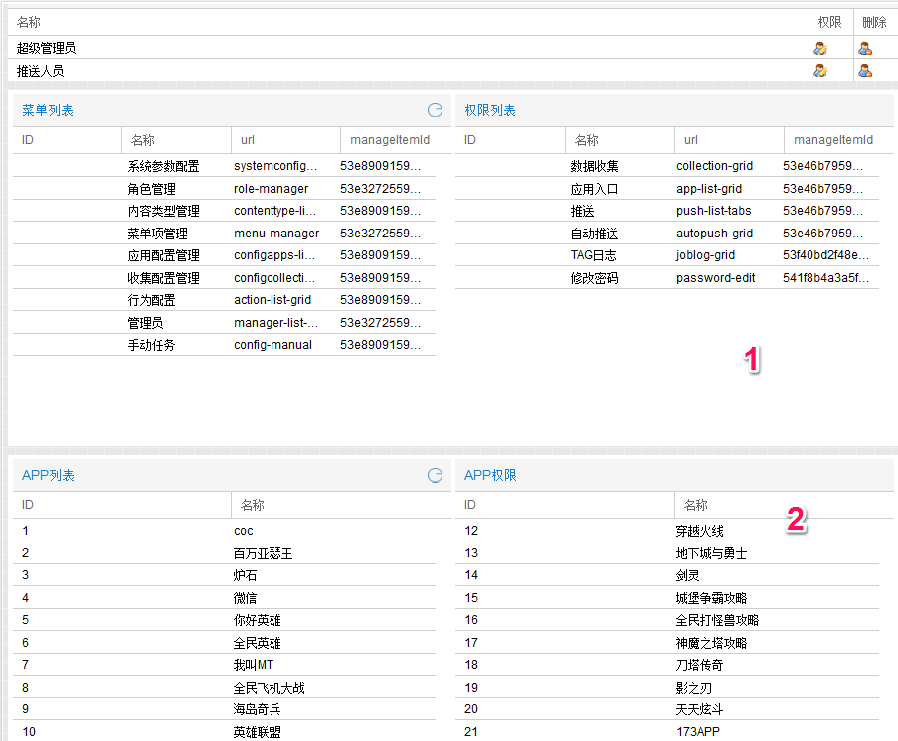 名称 权限 删除
超级管理员
推送人员
菜单列表
ID 名称 url manageItemId
系统参数配置 systemconfig... 53e8909159...
角色管理 role-manager 53e3272559...
内容类型管理 contenttype-li... 53e8909159...
菜单项管理 menu-manager 53e3272559...
应用配置管理 configapps-li... 53e8909159...
收集配置管理 configcollecti... 53e8909159...
行为配置 action-list-grid 53e8909159...
管理员 manager-list-... 53e3272559...
手动任务 config-manual 53e8909159...
权限列表
ID 名称 url manageItemId
数据收集 collection-grid 53e46b7959...
应用入口 app-list-grid 53e46b7959...
推送 push-list-tabs 53e46b7959...
自动推送 autopush-grid 53e46b7959...
TAG日志 joblog-grid 53f40bd2f48e...
修改密码 password-edit 541f8b4a3a5f...
1
APP列表
ID 名称
1 coc
2 百万亚瑟王
3 炉石
4 微信
5 你好英雄
6 全民英雄
7 我叫MT
8 全民飞机大战
9 海岛奇兵
10 英雄联盟
APP权限
ID 名称
2
12 穿越火线
13 地下城与勇士
14 剑灵
15 城堡争霸攻略
16 全民打怪兽攻略
17 神魔之塔攻略
18 刀塔传奇
19 影之刃
20 天天炫斗
21 173APP